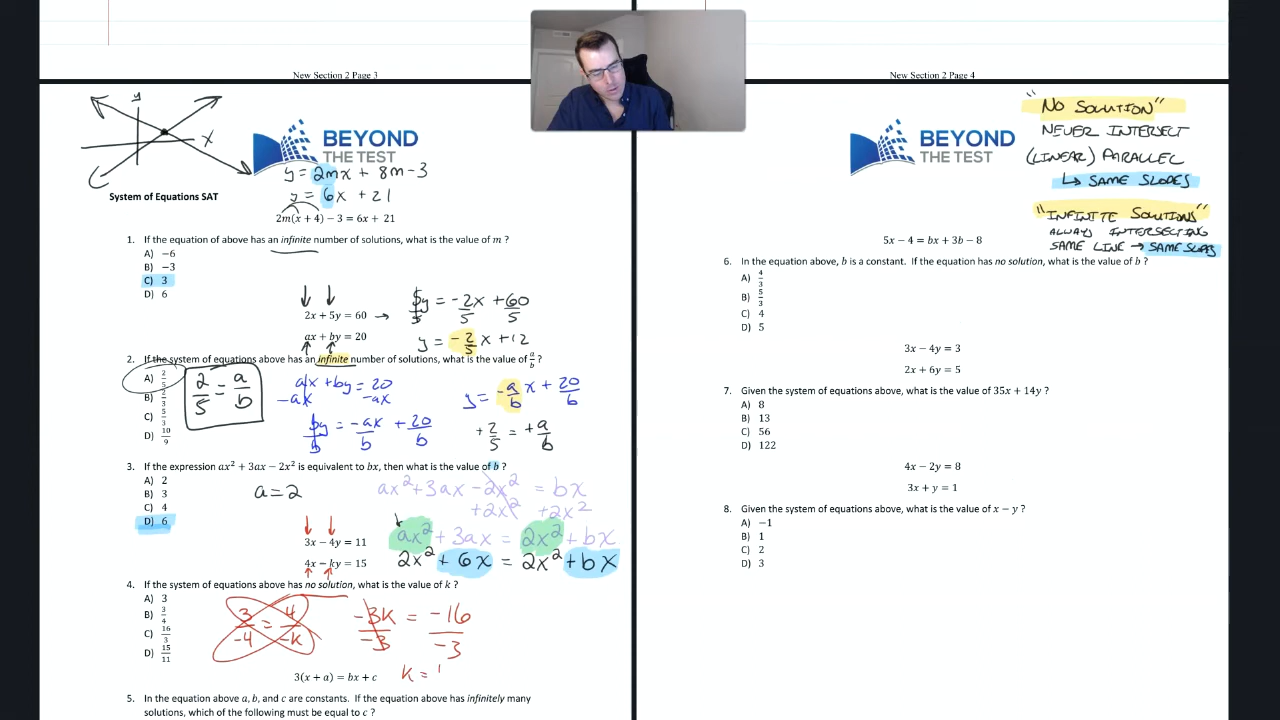 New Section 2 Page 3
y
x
BEYOND
THE TEST
y = 2mx + 8m - 3
y = 6x + 21
System of Equations SAT
2m(x + 4) − 3 = 6x + 21
1. If the equation of above has an infinite number of solutions, what is the value of m ?
A) −6
B) −3
C) 3
D) 6
2x + 5y = 60 →
ax + by = 20
5y = -2x + 60
5 5 5
y = -2/5 x + 12
2. If the system of equations above has an infinite number of solutions, what is the value of a/b ?
A) 2/5
B) 2/3
C) 5/3
D) 10/9
2/5 = a/b
ax + by = 20
-ax -ax
by = -ax + 20
b b b
y = -a/b x + 20/b
+2/5 = +a/b
3. If the expression ax² + 3ax − 2x² is equivalent to bx, then what is the value of b ?
A) 2
B) 3
C) 4
D) 6
a = 2
ax² + 3ax - 2x² = bx
+2x² +2x²
ax² + 3ax = 2x² + bx
2x² + 6x = 2x² + bx
3x − 4y = 11
4x − ky = 15
4. If the system of equations above has no solution, what is the value of k ?
A) 3
B) 3/4
C) 16/3
D) 15/11
3/-4 = 4/-k
-3k = -16
-3 -3
k =
3(x + a) = bx + c
5. In the equation above a, b, and c are constants. If the equation above has infinitely many
solutions, which of the following must be equal to c ?
New Section 2 Page 4
BEYOND
THE TEST
"NO SOLUTION"
NEVER INTERSECT
(LINEAR) PARALLEL
↳ SAME SLOPES
"INFINITE SOLUTIONS"
ALWAYS INTERSECTING
SAME LINE → SAME SLOPES
5x − 4 = bx + 3b − 8
6. In the equation above, b is a constant. If the equation has no solution, what is the value of b ?
A) 4/3
B) 5/3
C) 4
D) 5
3x − 4y = 3
2x + 6y = 5
7. Given the system of equations above, what is the value of 35x + 14y ?
A) 8
B) 13
C) 56
D) 122
4x − 2y = 8
3x + y = 1
8. Given the system of equations above, what is the value of x − y ?
A) −1
B) 1
C) 2
D) 3